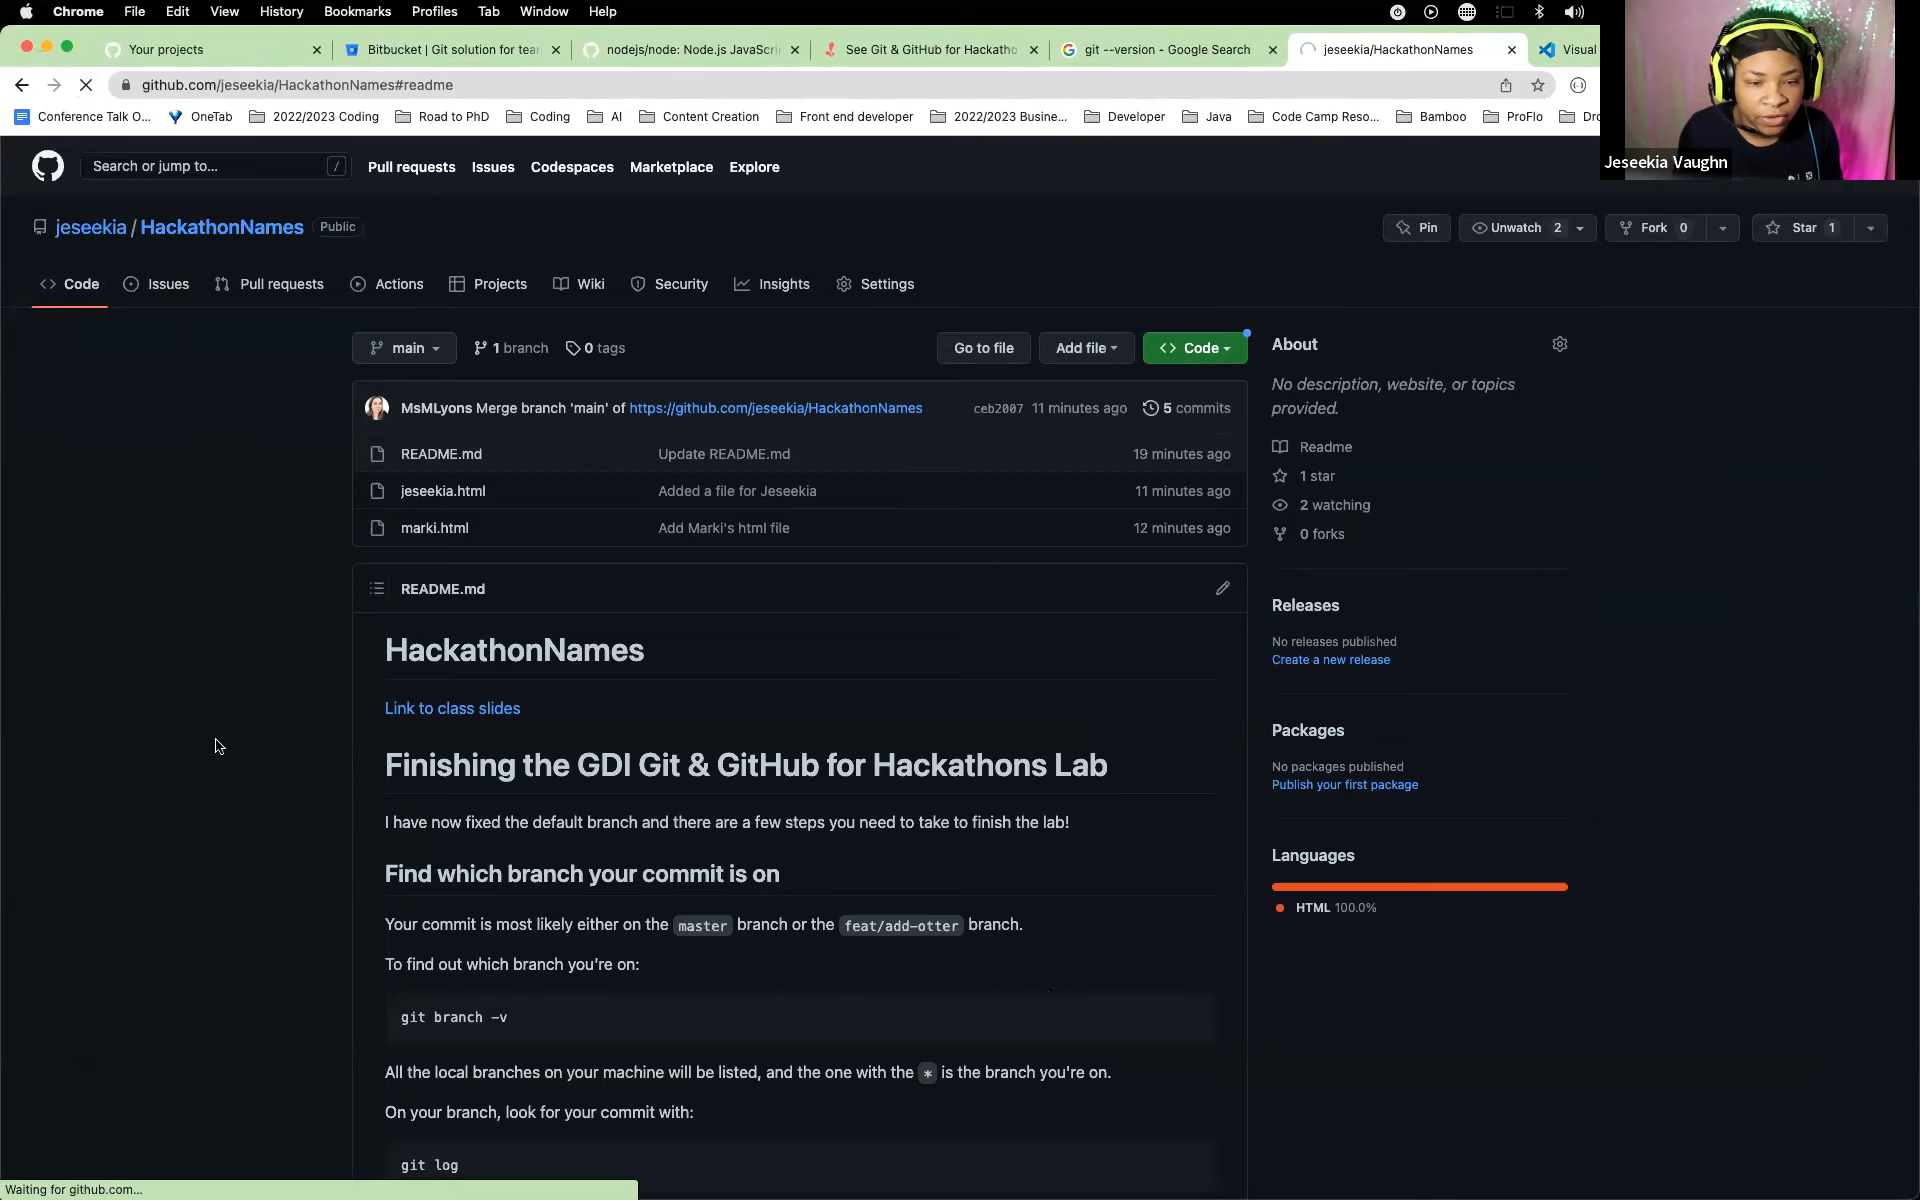 Chrome File Edit View History Bookmarks Profiles Tab Window Help
Your projects
Bitbucket | Git solution for tear
nodejs/node: Node.js JavaScri
See Git & GitHub for Hackatho
git --version - Google Search
jeseekia/HackathonNames
Visual
github.com/jeseekia/HackathonNames#readme
Conference Talk O... OneTab 2022/2023 Coding Road to PhD Coding AI Content Creation Front end developer 2022/2023 Busine... Developer Java Code Camp Reso... Bamboo ProFlo
Jeseekia Vaughn
Search or jump to... / Pull requests Issues Codespaces Marketplace Explore
jeseekia / HackathonNames Public
Pin Unwatch 2 Fork 0 Star 1
Code Issues Pull requests Actions Projects Wiki Security Insights Settings
main 1 branch 0 tags Go to file Add file Code
MsMLyons Merge branch 'main' of https://github.com/jeseekia/HackathonNames ceb2007 11 minutes ago 5 commits
README.md Update README.md 19 minutes ago
jeseekia.html Added a file for Jeseekia 11 minutes ago
marki.html Add Marki's html file 12 minutes ago
README.md
HackathonNames
Link to class slides
Finishing the GDI Git & GitHub for Hackathons Lab
I have now fixed the default branch and there are a few steps you need to take to finish the lab!
Find which branch your commit is on
Your commit is most likely either on the master branch or the feat/add-otter branch.
To find out which branch you're on:
git branch -v
All the local branches on your machine will be listed, and the one with the * is the branch you're on.
On your branch, look for your commit with:
git log
About
No description, website, or topics
provided.
Readme
1 star
2 watching
0 forks
Releases
No releases published
Create a new release
Packages
No packages published
Publish your first package
Languages
HTML 100.0%
Waiting for github.com...